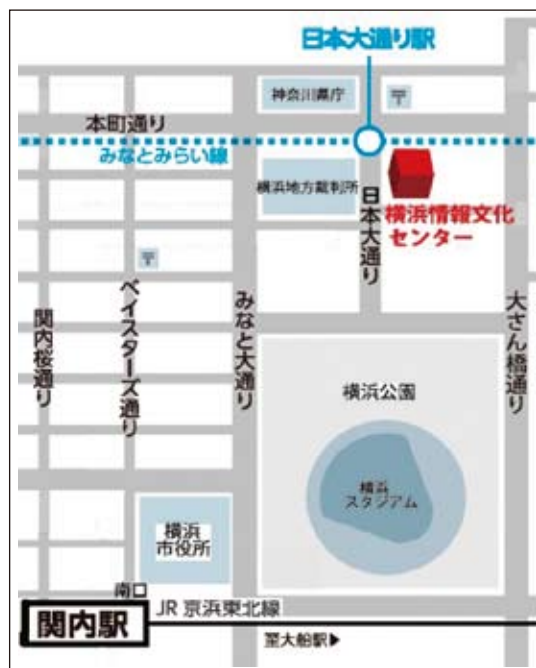 日本大通り駅
神奈川県庁
〒
本町通り
みなとみらい線
横浜地方裁判所
横浜情報文化
センター
日本大通り
〒
関内桜通り
ベイスターズ通り
みなと大通り
大さん橋通り
横浜公園
横浜
スタジアム
横浜
市役所
南口
関内駅
JR 京浜東北線
至大船駅▶